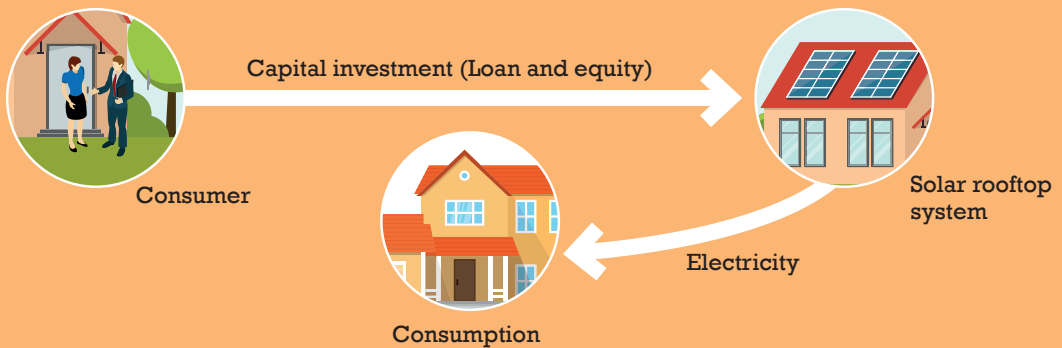 Capital investment (Loan and equity)
Consumer
Solar rooftop
system
Electricity
Consumption